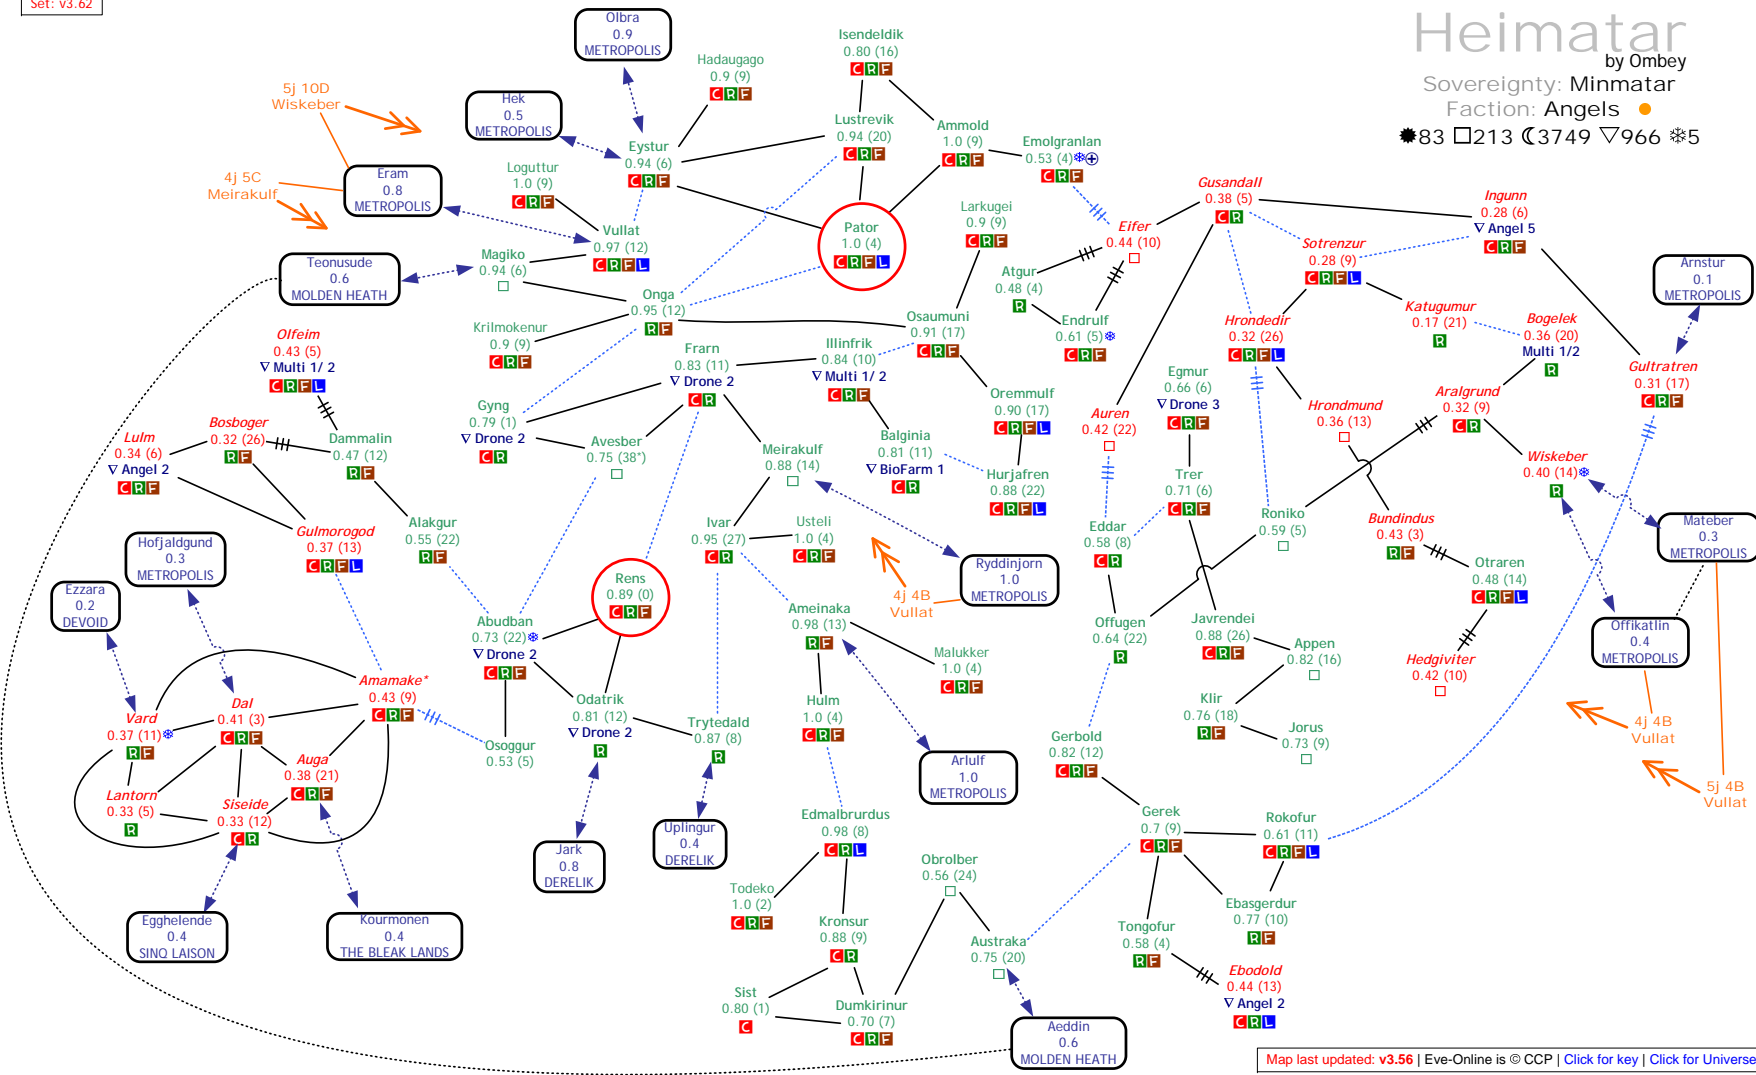 Set: v3.62
Heimatar
by Ombey
Sovereignty: Minmatar
Faction: Angels
83 213 3749 966 5
Olbra
0.9
METROPOLIS
Isendeldik
0.80 (16)
C R F
Hadaugago
0.9 (9)
C R F
5j 10D
Wiskeber
Hek
0.5
METROPOLIS
Lustrevik
0.94 (20)
C R F
Ammold
1.0 (9)
C R F
Emolgranlan
0.53 (4)
C R F
Eystur
0.94 (6)
C R F
Loguttur
1.0 (9)
C R F
Eram
0.8
METROPOLIS
4j 5C
Meirakulf
Gusandall
0.38 (5)
C R
Ingunn
0.28 (6)
Angel 5
C R F
Larkugei
0.9 (9)
C R F
Pator
1.0 (4)
C R F L
Eifer
0.44 (10)
Vullat
0.97 (12)
C R F L
Magiko
0.94 (6)
Teonusude
0.6
MOLDEN HEATH
Sotrenzur
0.28 (9)
C R F L
Arnstur
0.1
METROPOLIS
Atgur
0.48 (4)
R
Onga
0.95 (12)
R F
Krilmokenur
0.9 (9)
C R F
Osaumuni
0.91 (17)
C R F
Endrulf
0.61 (5)
C R F
Hrondedir
0.32 (26)
C R F L
Katugumur
0.17 (21)
R
Bogelek
0.36 (20)
Multi 1/2
R
Olfeim
0.43 (5)
Multi 1/ 2
C R F L
Frarn
0.83 (11)
Drone 2
C R
Illinfrik
0.84 (10)
Multi 1/ 2
C R F
Egmur
0.66 (6)
Drone 3
C R F
Gultratren
0.31 (17)
C R F
Oremmulf
0.90 (17)
C R F L
Aralgrund
0.32 (9)
C R
Gyng
0.79 (1)
Drone 2
C R
Auren
0.42 (22)
Hrondmund
0.36 (13)
Bosboger
0.32 (26)
R F
Lulm
0.34 (6)
Angel 2
C R F
Dammalin
0.47 (12)
R F
Avesber
0.75 (38*)
Meirakulf
0.88 (14)
Balginia
0.81 (11)
BioFarm 1
C R
Hurjafren
0.88 (22)
C R F L
Trer
0.71 (6)
C R F
Wiskeber
0.40 (14)
R
Gulmorogod
0.37 (13)
C R F L
Alakgur
0.55 (22)
R F
Ivar
0.95 (27)
C R
Usteli
1.0 (4)
C R F
Eddar
0.58 (8)
C R
Roniko
0.59 (5)
Bundindus
0.43 (3)
R F
Mateber
0.3
METROPOLIS
Hofjaldgund
0.3
METROPOLIS
Ryddinjorn
1.0
METROPOLIS
4j 4B
Vullat
Otraren
0.48 (14)
C R F L
Ezzara
0.2
DEVOID
Rens
0.89 (0)
C R F
Ameinaka
0.98 (13)
R F
Abudban
0.73 (22)
Drone 2
C R F
Offugen
0.64 (22)
R
Javrendei
0.88 (26)
C R F
Appen
0.82 (16)
Offikatlin
0.4
METROPOLIS
Malukker
1.0 (4)
C R F
Hedgiviter
0.42 (10)
Amamake*
0.43 (9)
C R F
Dal
0.41 (3)
C R F
Vard
0.37 (11)
R F
Odatrik
0.81 (12)
Drone 2
R
Hulm
1.0 (4)
C R F
Klir
0.76 (18)
R F
Trytedald
0.87 (8)
R
Jorus
0.73 (9)
4j 4B
Vullat
Osoggur
0.53 (5)
Gerbold
0.82 (12)
C R F
Auga
0.38 (21)
C R F
Arlulf
1.0
METROPOLIS
5j 4B
Vullat
Lantorn
0.33 (5)
R
Siseide
0.33 (12)
C R
Edmalbrurdus
0.98 (8)
C R L
Gerek
0.7 (9)
C R F
Rokofur
0.61 (11)
C R F L
Uplingur
0.4
DERELIK
Jark
0.8
DERELIK
Obrolber
0.56 (24)
Todeko
1.0 (2)
C R F
Ebasgerdur
0.77 (10)
R F
Egghelende
0.4
SINQ LAISON
Kourmonen
0.4
THE BLEAK LANDS
Kronsur
0.88 (9)
C R
Tongofur
0.58 (4)
R F
Austraka
0.75 (20)
Ebodold
0.44 (13)
Angel 2
C R L
Sist
0.80 (1)
C
Dumkirinur
0.70 (7)
C R F
Aeddin
0.6
MOLDEN HEATH
Map last updated: v3.56 | Eve-Online is © CCP | Click for key | Click for Universe